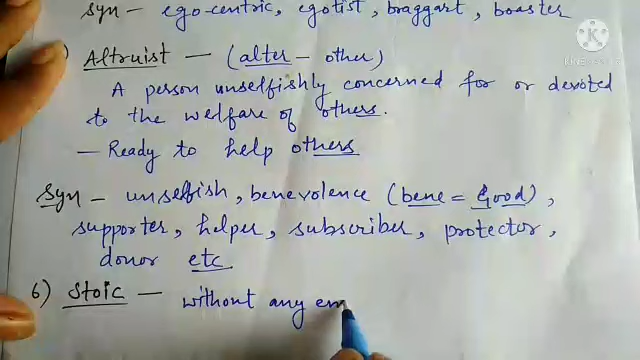 syn - ego-centric, egotist, braggart, boaster
) Altruist — (alter - other)
A person unselfishly concerned for or devoted
to the welfare of others.
— Ready to help others
Syn - unselfish, benevolence (bene = Good),
supporter, helper, subscriber, protector,
donor etc
6) Stoic — without any em
KINEMASTER